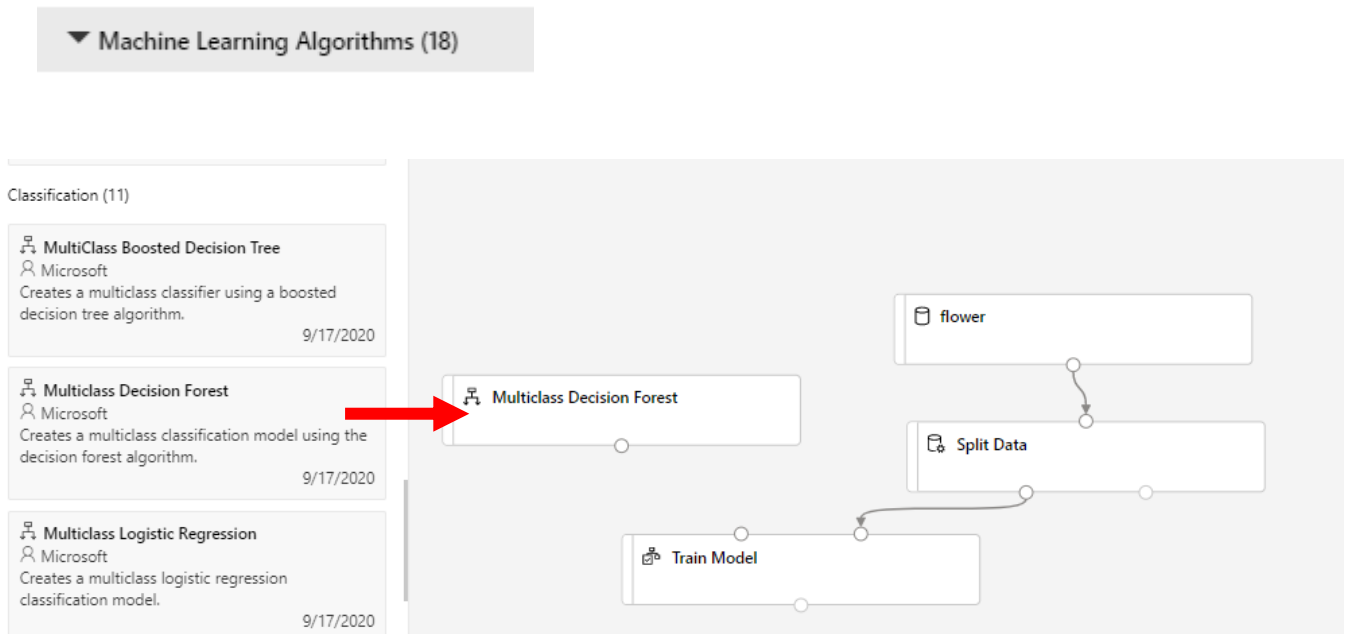 Machine Learning Algorithms (18)
Classification (11)
MultiClass Boosted Decision Tree
Microsoft
Creates a multiclass classifier using a boosted
decision tree algorithm.
9/17/2020
Multiclass Decision Forest
Microsoft
Creates a multiclass classification model using the
decision forest algorithm.
9/17/2020
Multiclass Logistic Regression
Microsoft
Creates a multiclass logistic regression
classification model.
9/17/2020
flower
Multiclass Decision Forest
Split Data
Train Model